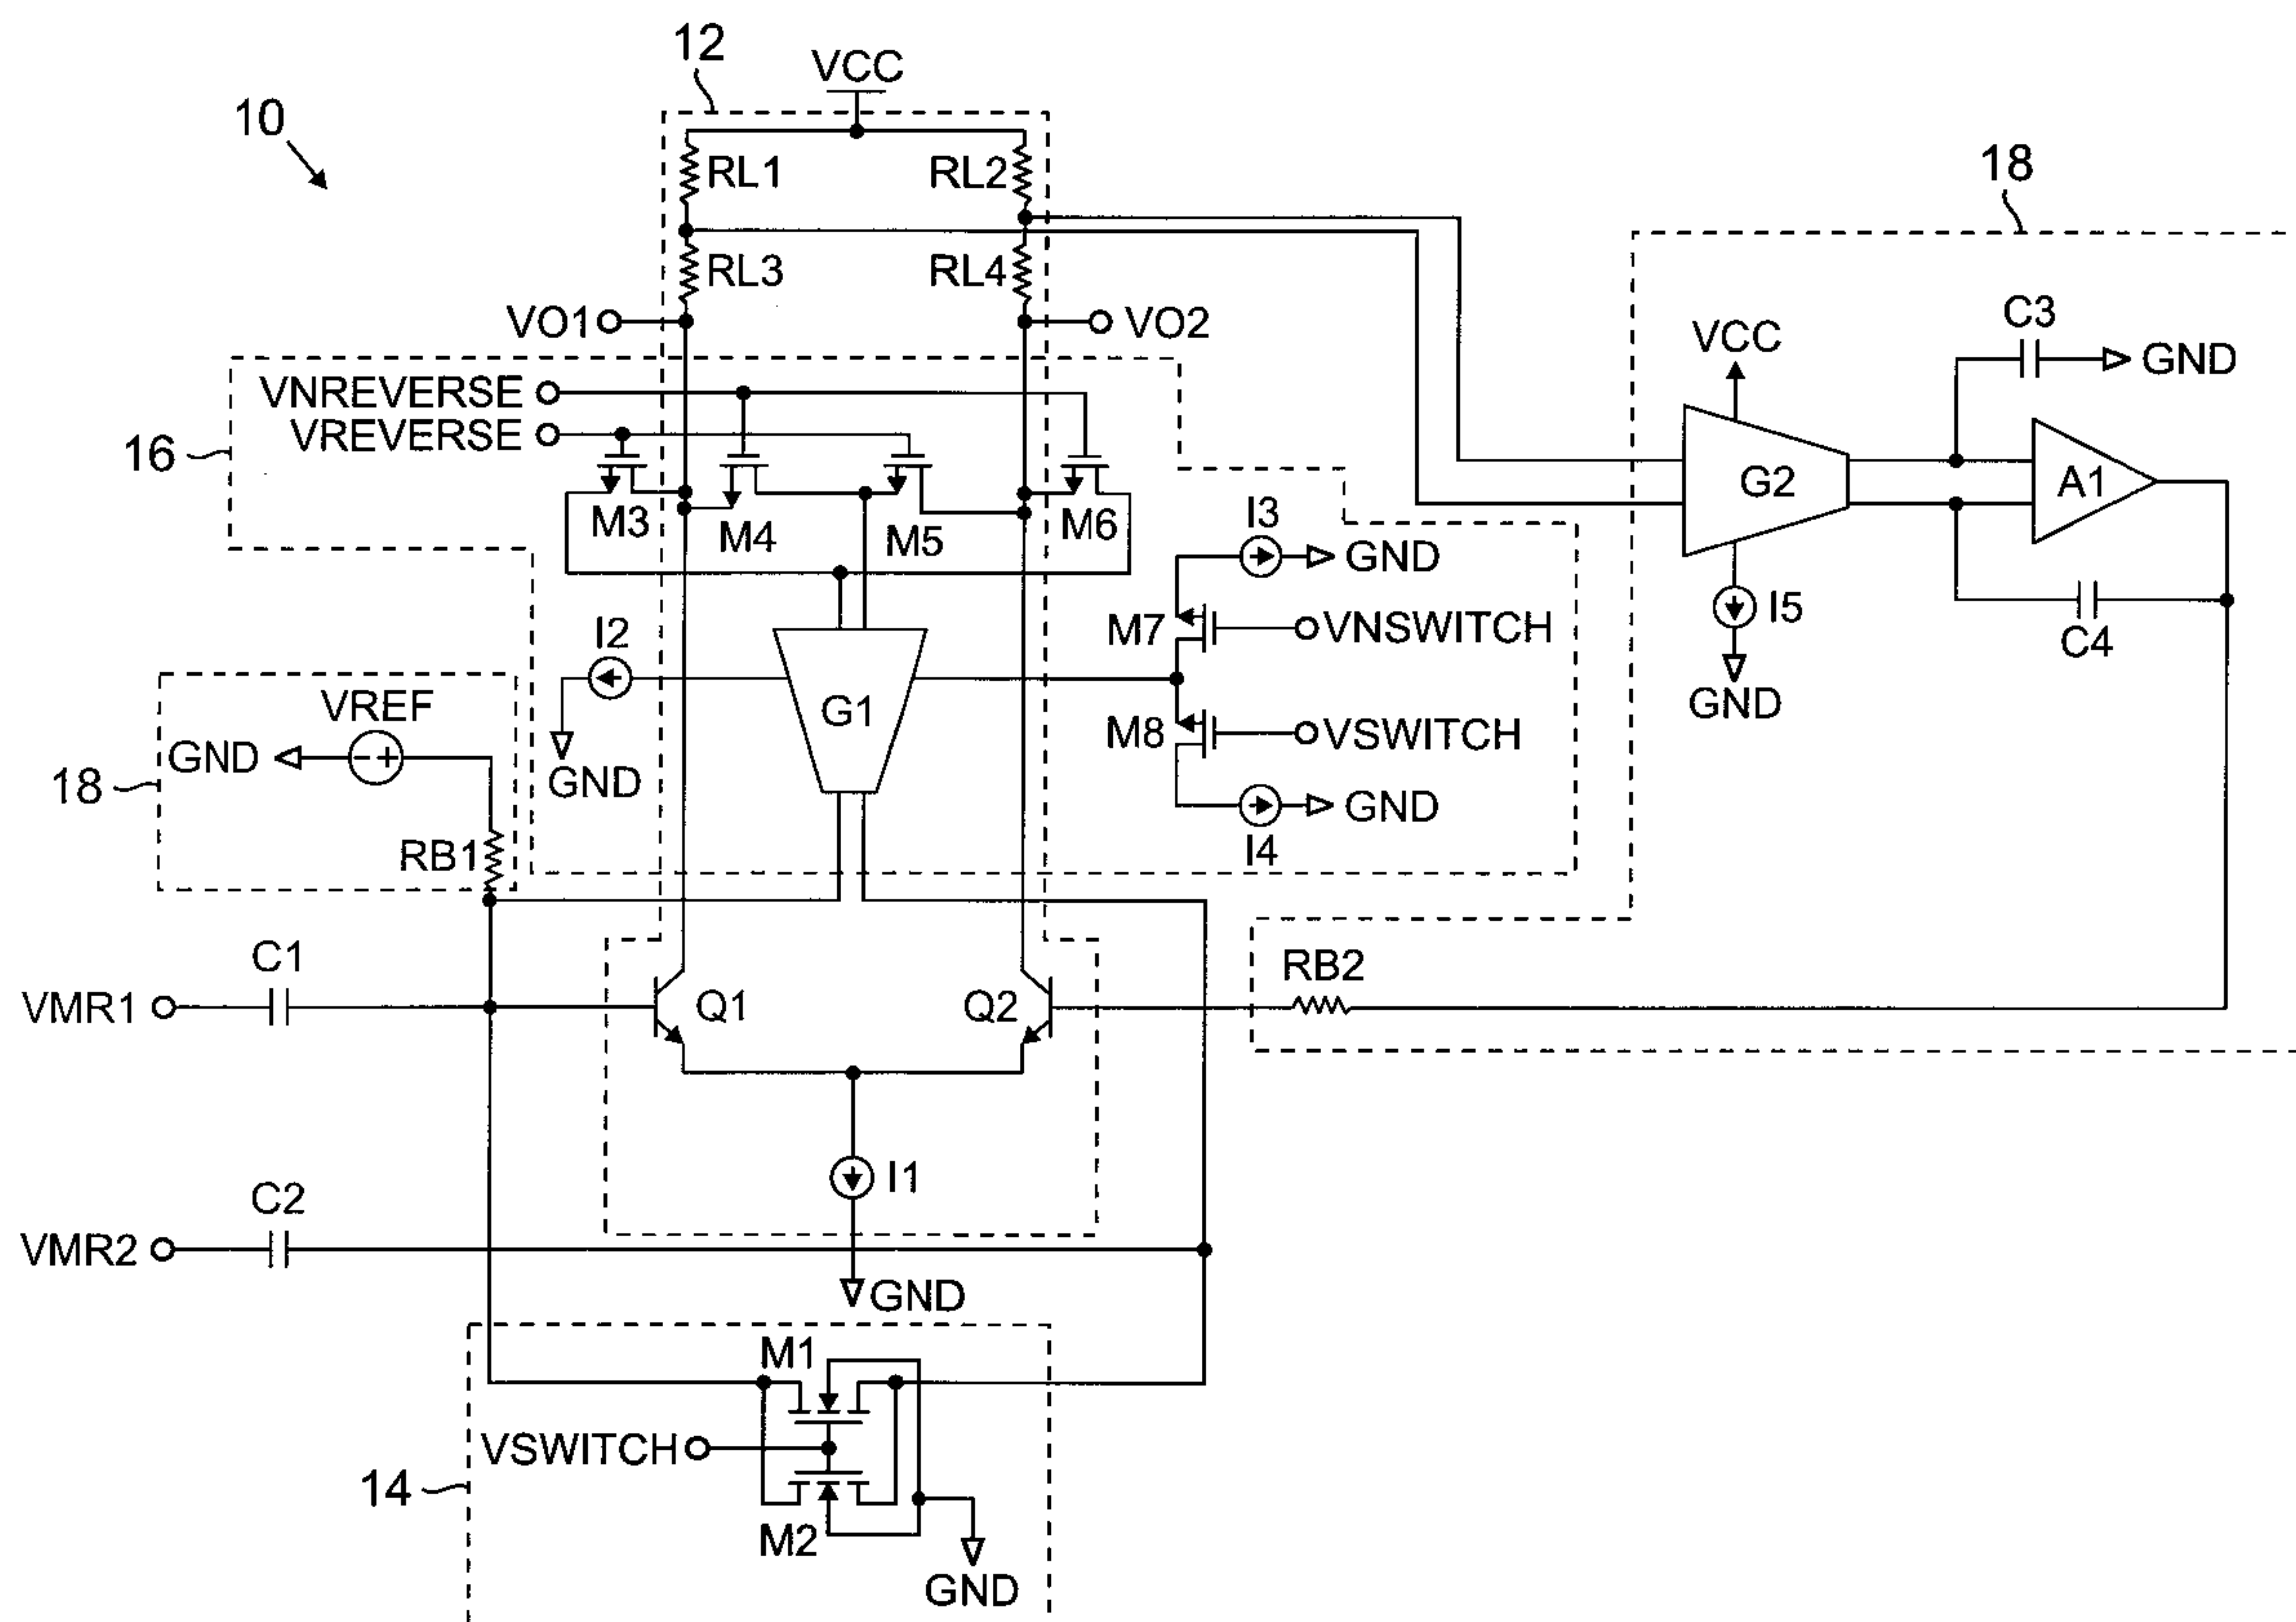 12
VCC
10
RL1
RL2
18
RL3
RL4
VO1
VO2
C3
VCC
GND
VNREVERSE
VREVERSE
16
G2
A1
M3
M4
M5
M6
I3
GND
I5
C4
GND
M7
VNSWITCH
I2
G1
VREF
GND
18
GND
M8
VSWITCH
GND
I4
RB1
C1
VMR1
Q1
Q2
RB2
I1
C2
VMR2
GND
M1
VSWITCH
14
M2
GND